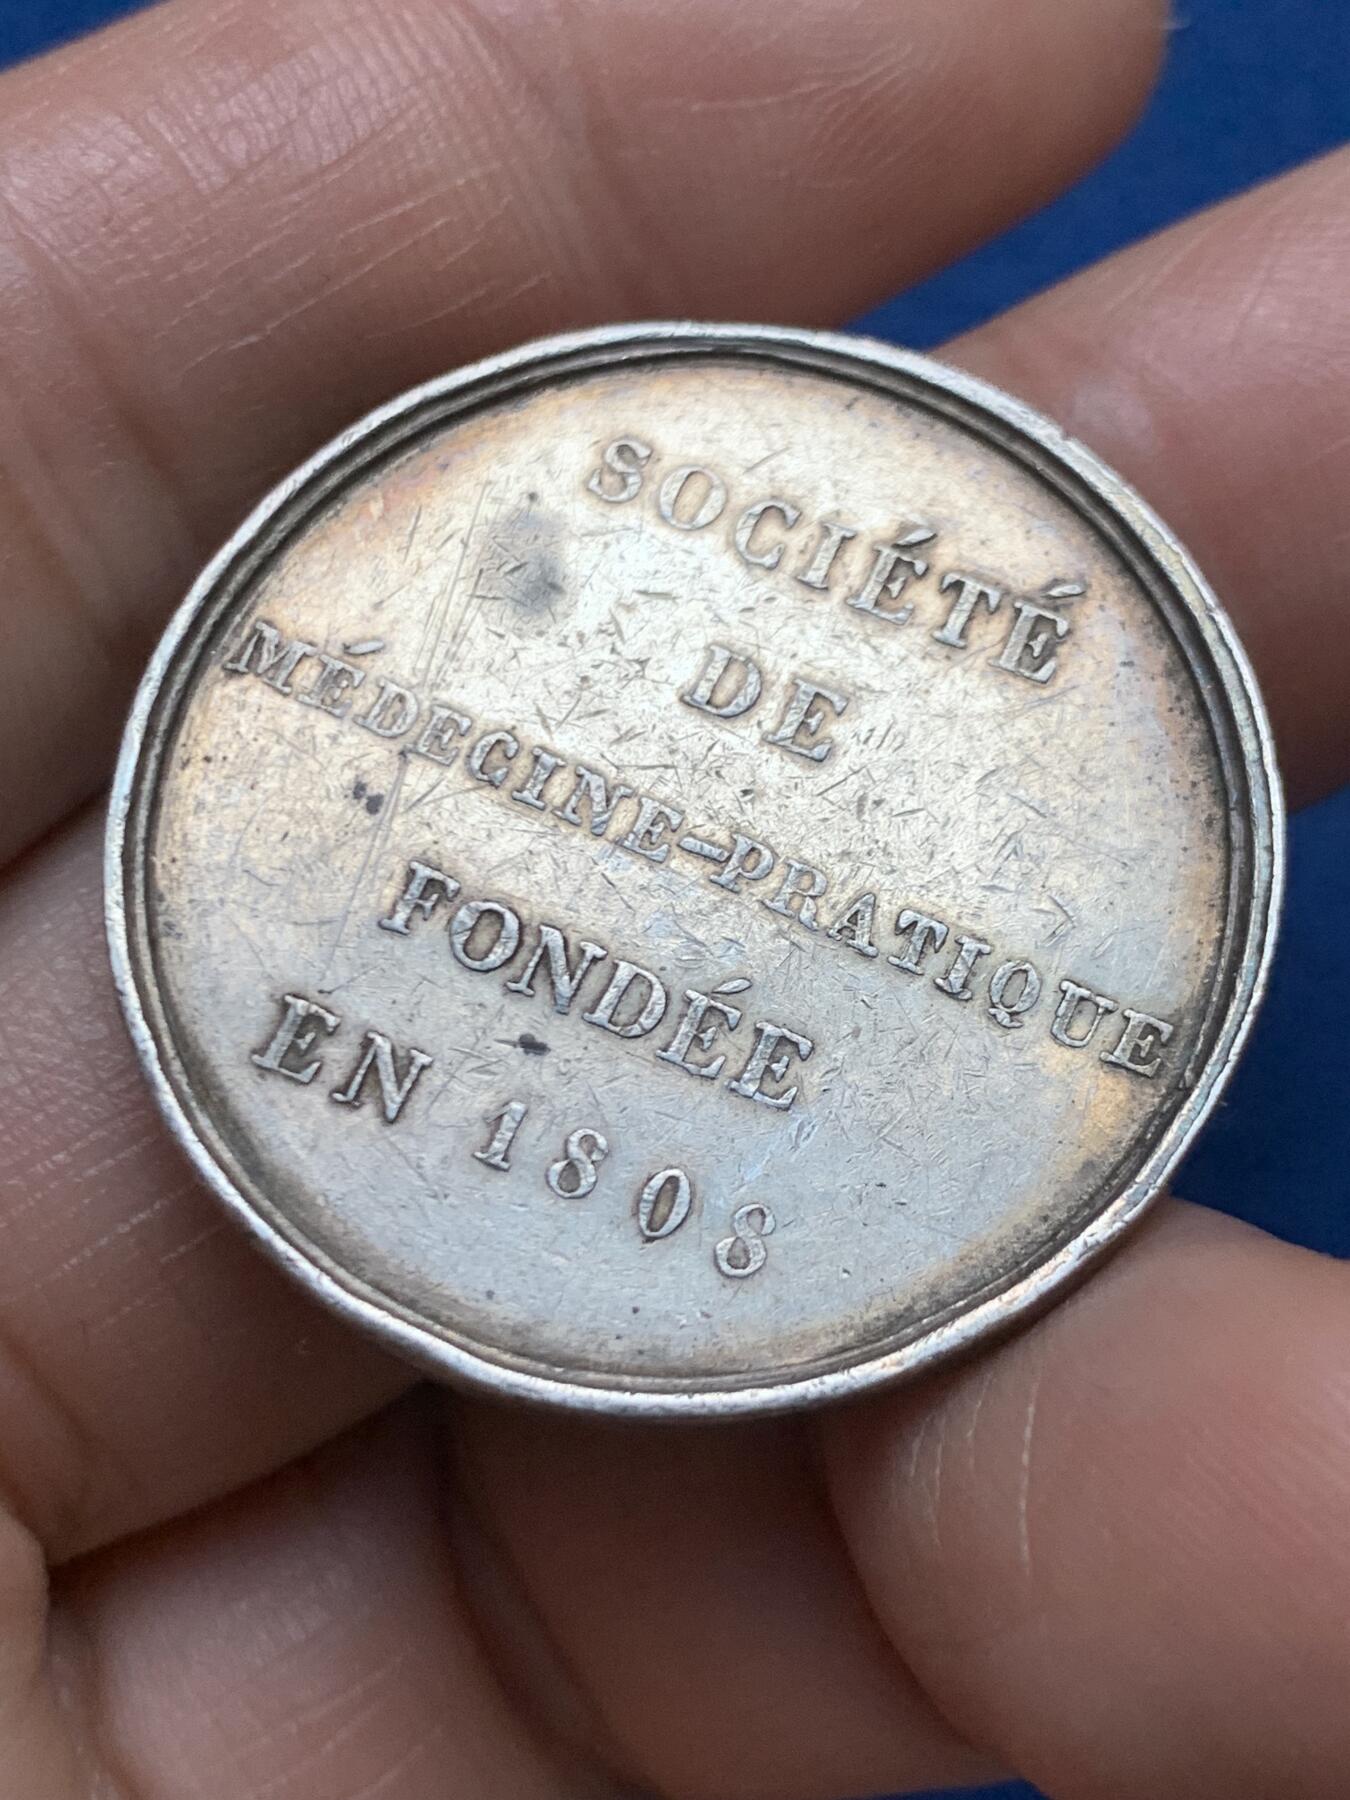 SOCIÉTÉ
DE
MÉDECINE-PRATIQUE
FONDÉE
EN 1808